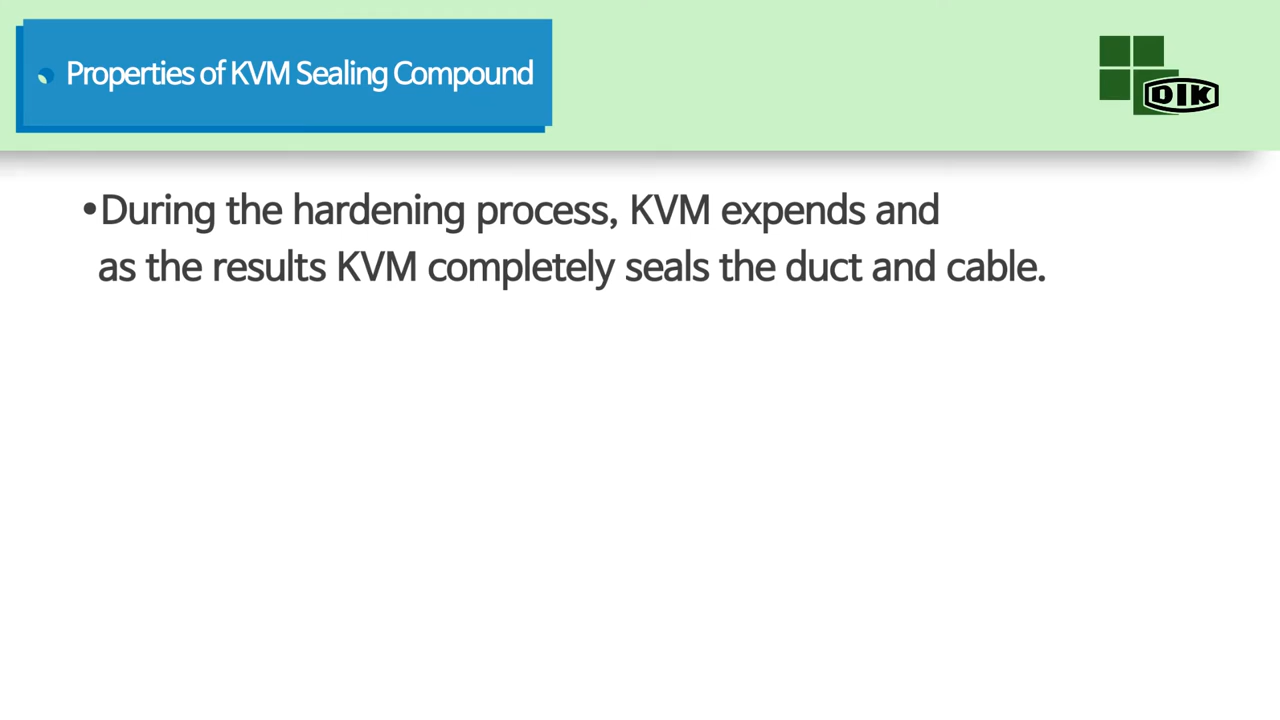 Properties of KVM Sealing Compound
DIK
•During the hardening process, KVM expends and
as the results KVM completely seals the duct and cable.